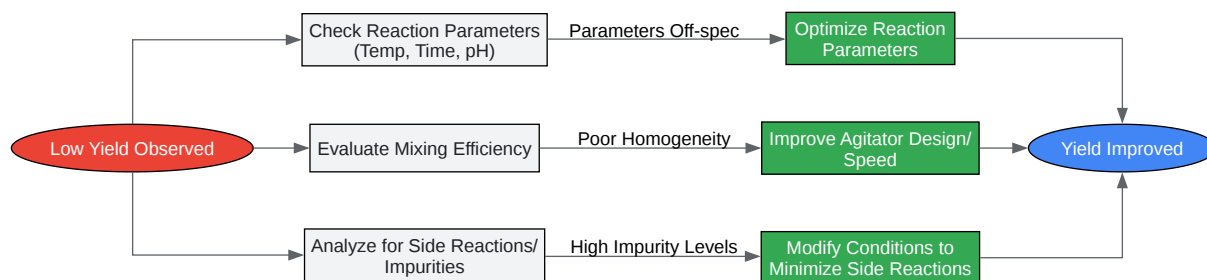 Check Reaction Parameters
(Temp, Time, pH)
Parameters Off-spec
Optimize Reaction
Parameters
Low Yield Observed
Evaluate Mixing Efficiency
Poor Homogeneity
Improve Agitator Design/
Speed
Yield Improved
Analyze for Side Reactions/
Impurities
High Impurity Levels
Modify Conditions to
Minimize Side Reactions